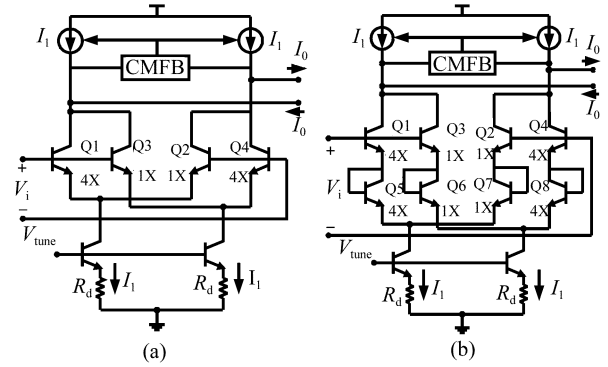 I1
I1
I0
CMFB
I0
Q1
Q3
Q2
Q4
+
Vi
−
4X
1X
1X
4X
Vtune
Rd
I1
Rd
I1
(a)
I1
I1
I0
CMFB
I0
Q1
Q3
Q2
Q4
+
Vi
−
4X
1X
1X
4X
Q5
Q6
Q7
Q8
4X
1X
1X
4X
Vtune
Rd
I1
Rd
I1
(b)